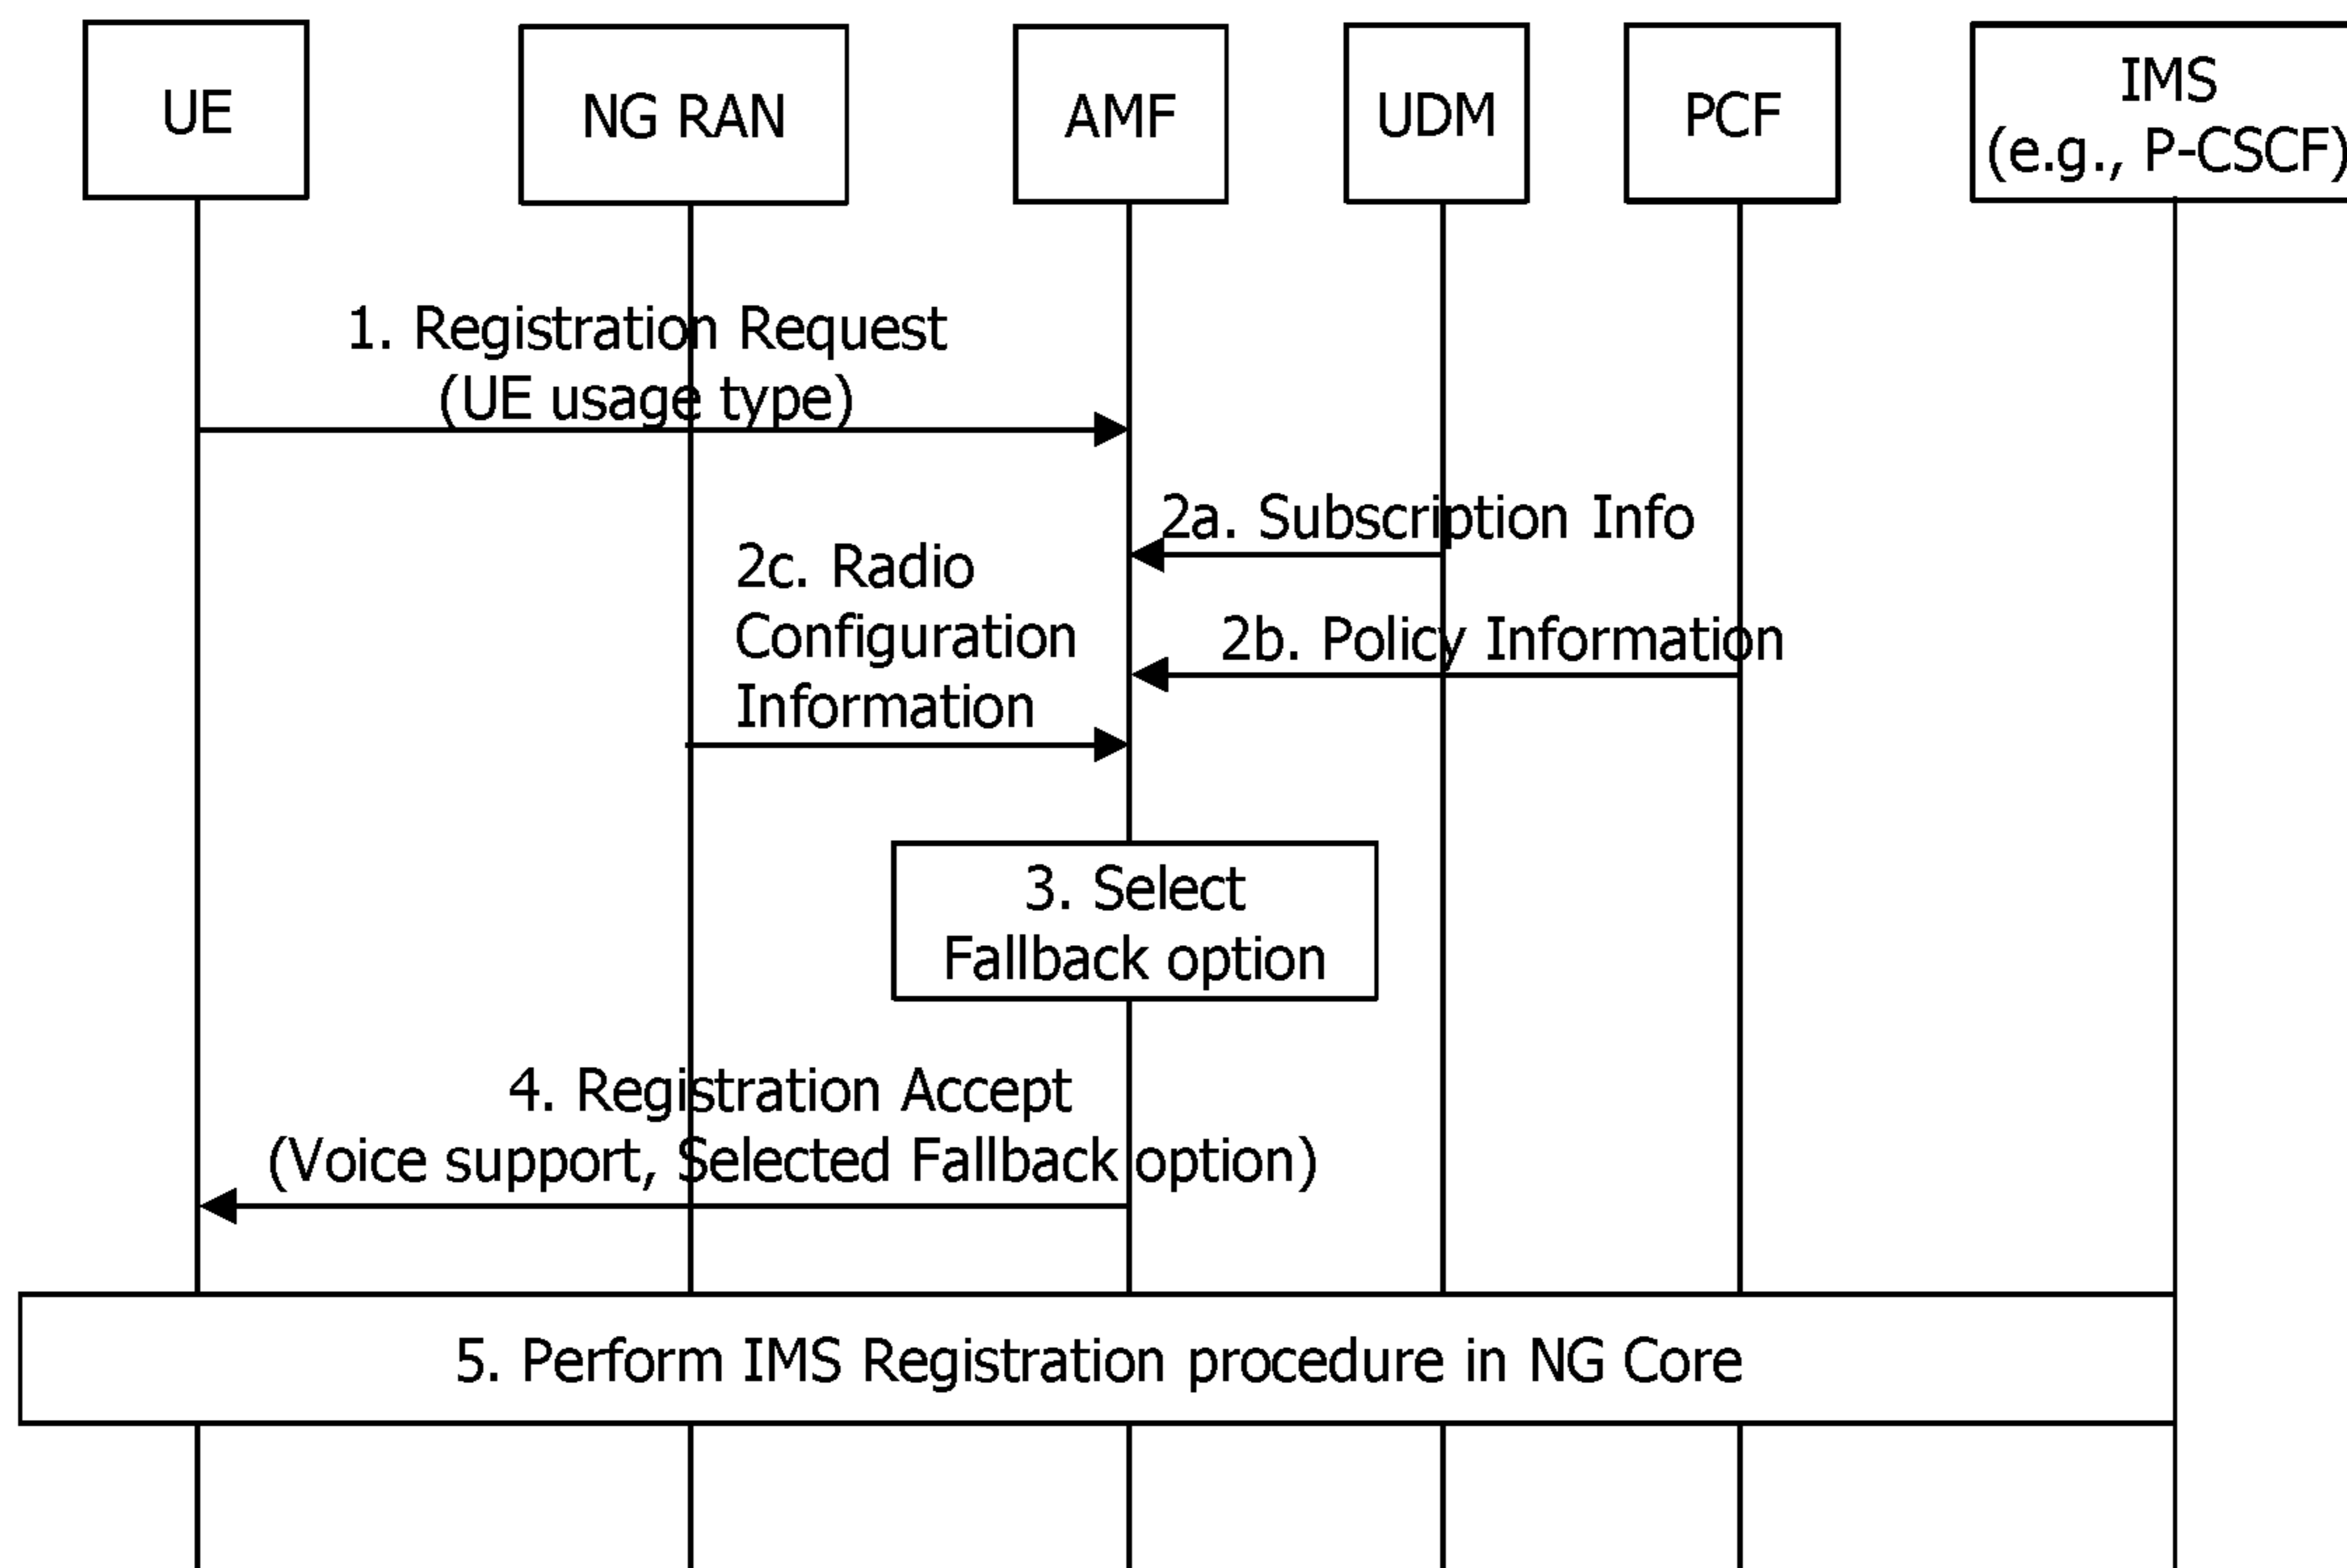 UE
NG RAN
AMF
UDM
PCF
IMS
(e.g., P-CSCF)
1. Registration Request
(UE usage type)
2a. Subscription Info
2c. Radio
Configuration
Information
2b. Policy Information
3. Select
Fallback option
4. Registration Accept
(Voice support, Selected Fallback option)
5. Perform IMS Registration procedure in NG Core